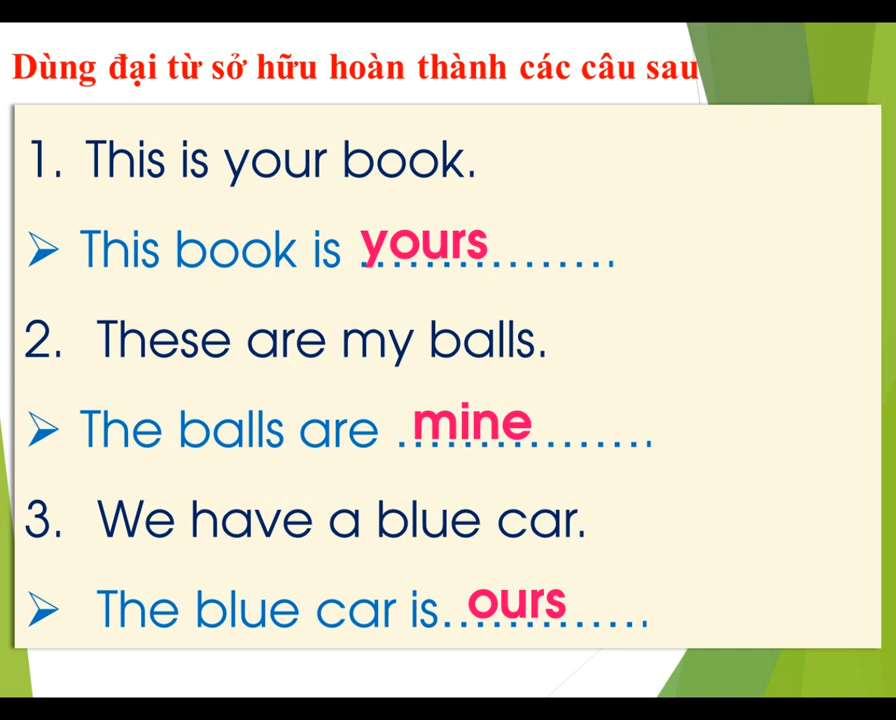 Dùng đại từ sở hữu hoàn thành các câu sau
1. This is your book.
➢ This book is yours................
2. These are my balls.
➢ The balls are .mine...............
3. We have a blue car.
➢ The blue car is..ours............